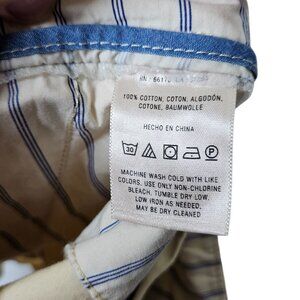 100% COTTON, COTON, ALGODÓN,
COTONE, BAUMWOLLE
HECHO EN CHINA
30
P
MACHINE WASH COLD WITH LIKE
COLORS. USE ONLY NON-CHLORINE
BLEACH. TUMBLE DRY LOW.
LOW IRON AS NEEDED.
MAY BE DRY CLEANED